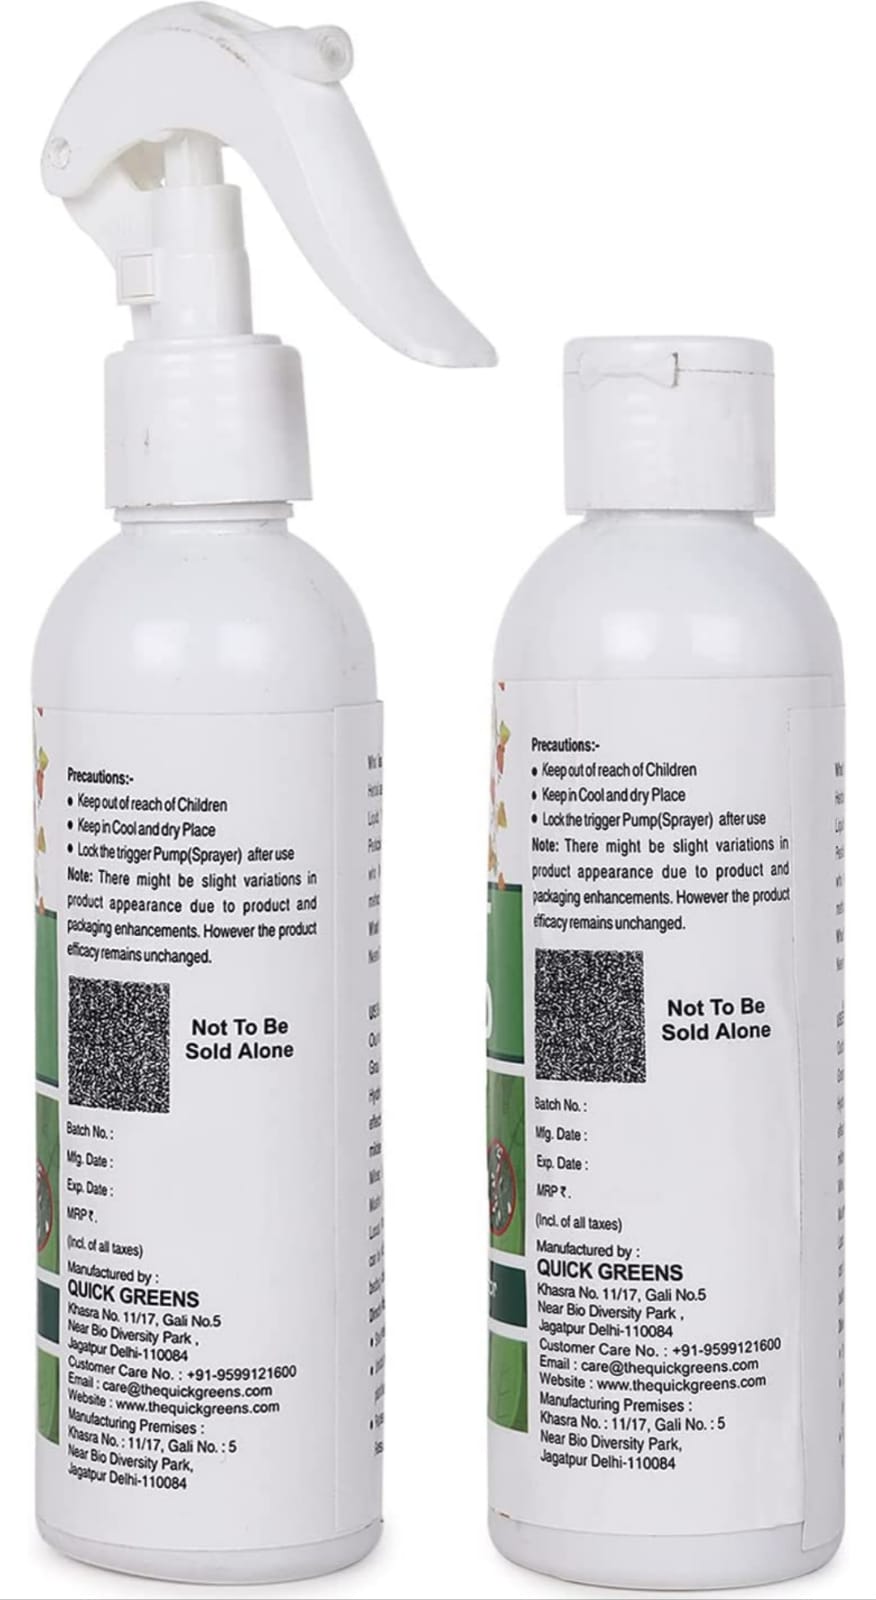 Precautions:-
• Keep out of reach of Children
• Keep in Cool and dry Place
• Lock the trigger Pump(Sprayer) after use
Note: There might be slight variations in
product appearance due to product and
packaging enhancements. However the product
efficacy remains unchanged.
Not To Be
Sold Alone
Batch No. :
Mfg. Date :
Exp. Date :
MRP ₹.
(Incl. of all taxes)
Manufactured by :
QUICK GREENS
Khasra No. 11/17, Gali No.5
Near Bio Diversity Park ,
Jagatpur Delhi-110084
Customer Care No. : +91-9599121600
Email : care@thequickgreens.com
Website : www.thequickgreens.com
Manufacturing Premises :
Khasra No. : 11/17, Gali No. : 5
Near Bio Diversity Park,
Jagatpur Delhi-110084
Precautions:-
• Keep out of reach of Children
• Keep in Cool and dry Place
• Lock the trigger Pump(Sprayer) after use
Note: There might be slight variations in
product appearance due to product and
packaging enhancements. However the product
efficacy remains unchanged.
Not To Be
Sold Alone
Batch No. :
Mfg. Date :
Exp. Date :
MRP ₹.
(Incl. of all taxes)
Manufactured by :
QUICK GREENS
Khasra No. 11/17, Gali No.5
Near Bio Diversity Park ,
Jagatpur Delhi-110084
Customer Care No. : +91-9599121600
Email : care@thequickgreens.com
Website : www.thequickgreens.com
Manufacturing Premises :
Khasra No. : 11/17, Gali No. : 5
Near Bio Diversity Park,
Jagatpur Delhi-110084